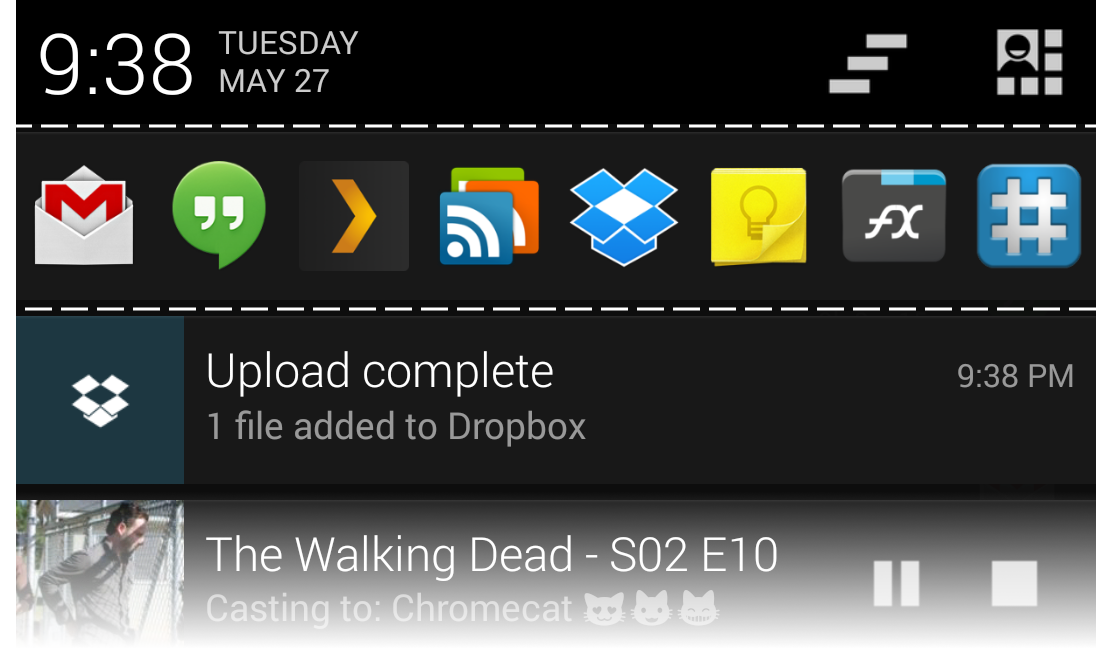 9:38
TUESDAY
MAY 27
fX
Upload complete
9:38 PM
1 file added to Dropbox
The Walking Dead - S02 E10
Casting to: Chromecat 😻😼😸